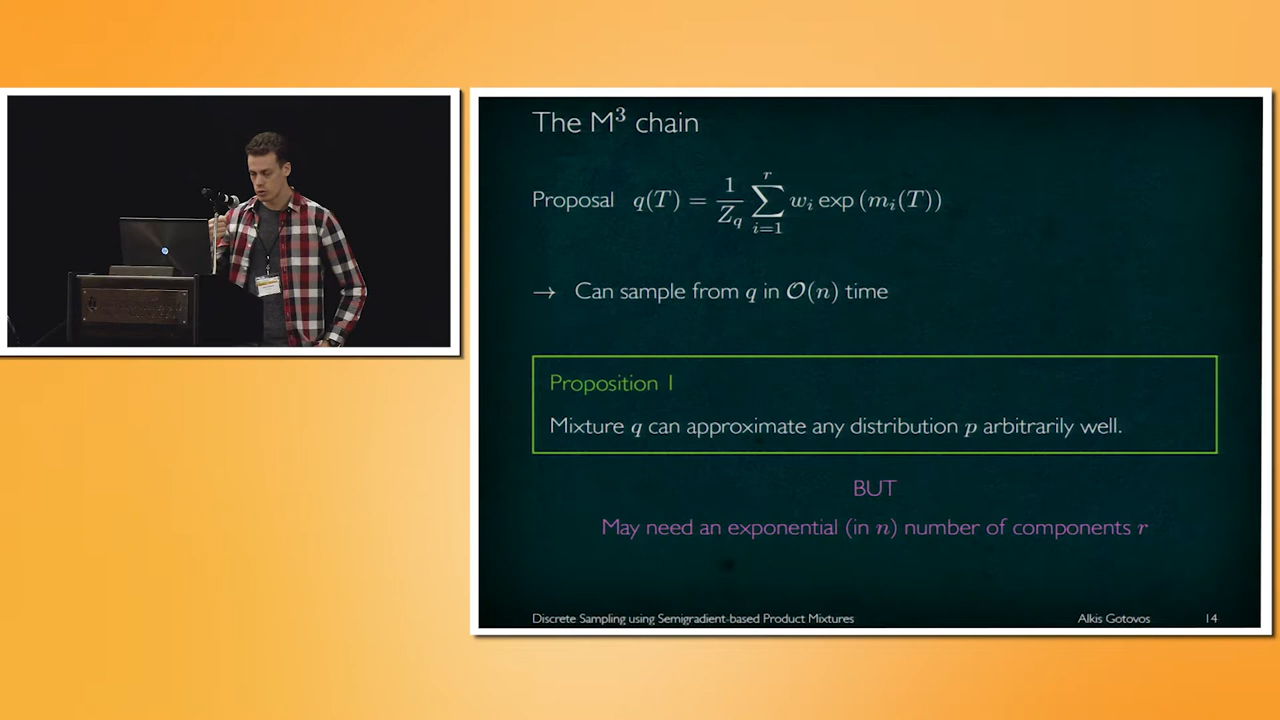 The M³ chain
Proposal q(T) = 1/Z_q ∑_{i=1}^{r} w_i exp (m_i(T))
→ Can sample from q in O(n) time
Proposition 1
Mixture q can approximate any distribution p arbitrarily well.
BUT
May need an exponential (in n) number of components r
Discrete Sampling using Semigradient-based Product Mixtures Alkis Gotovos 14